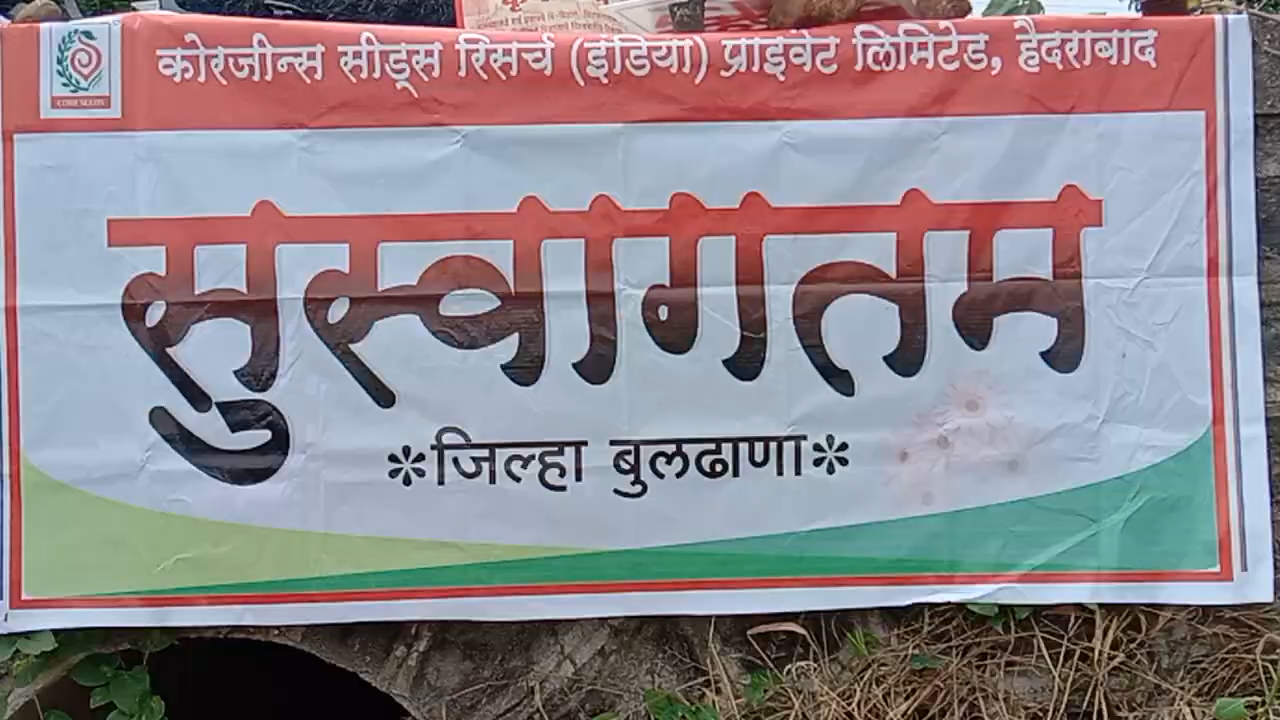 कोरजीन्स सीड्स रिसर्च (इंडिया) प्राइवेट लिमिटेड, हैदराबाद
सुस्वागतम
*जिल्हा बुलढाणा*